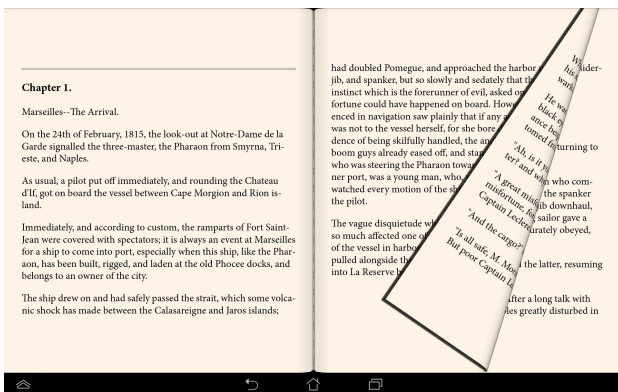 Chapter 1.
Marseilles--The Arrival.
On the 24th of February, 1815, the look-out at Notre-Dame de la
Garde signalled the three-master, the Pharaon from Smyrna, Tri-
este, and Naples.
As usual, a pilot put off immediately, and rounding the Chateau
d'If, got on board the vessel between Cape Morgion and Rion is-
land.
Immediately, and according to custom, the ramparts of Fort Saint-
Jean were covered with spectators; it is always an event at Marseilles
for a ship to come into port, especially when this ship, like the Phar-
aon, has been built, rigged, and laden at the old Phocee docks, and
belongs to an owner of the city.
The ship drew on and had safely passed the strait, which some volca-
nic shock has made between the Calasareigne and Jaros islands;
had doubled Pomegue, and approached the harbor
jib, and spanker, but so slowly and sedately that
instinct which is the forerunner of evil, asked
fortune could have happened on board.
enced in navigation saw plainly that if any
was not to the vessel herself, for she bore
dence of being skilfully handled, the
boom guys already eased off, and
who was steering the Pharaon
ner port, was a young man, who,
watched every motion of the
the pilot.
The vague disquietude
so much affected one
of the vessel in
pulled alongside
into La Reserve
his
He
black
ance
tomed
"Ah, is it
ter? and
"A great
misfortune,
Captain
"And the cargo?"
"Is all safe, M.
But poor Captain
sider-
turning to
who com-
the spanker
jib downhaul,
sailor gave a
obeyed,
the latter, resuming
After a long talk with
greatly disturbed in